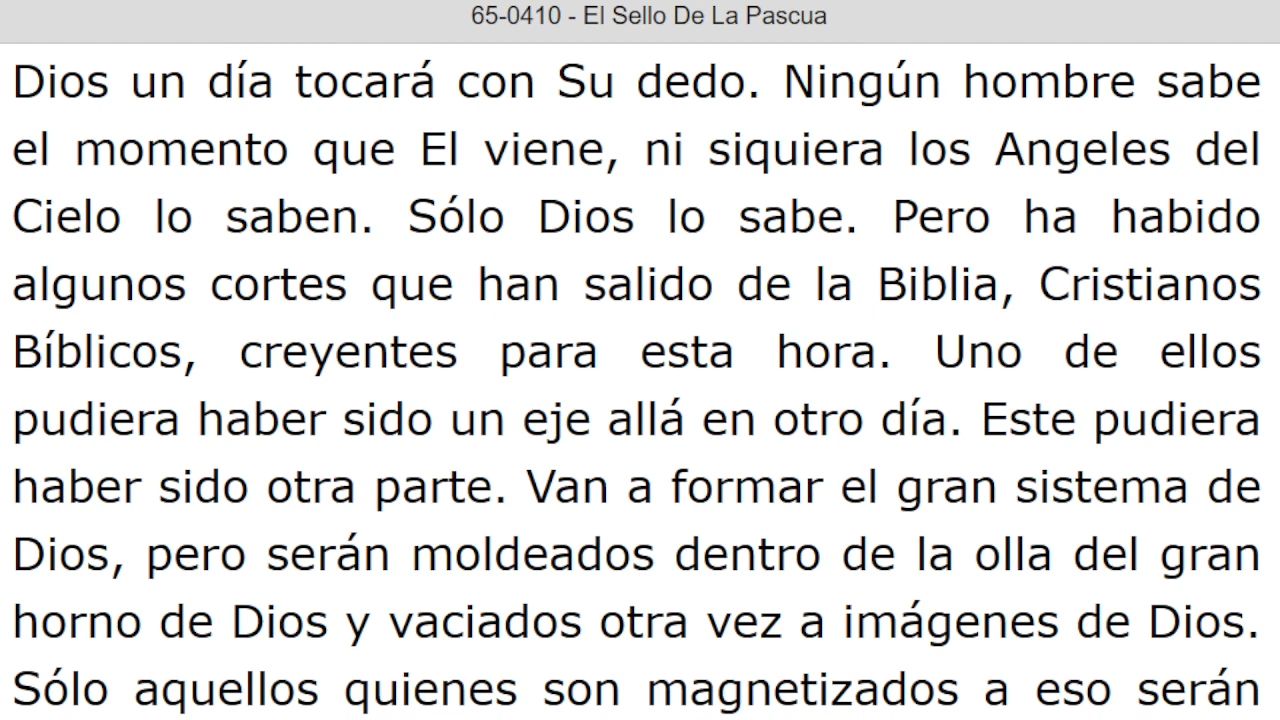 65-0410 - El Sello De La Pascua
Dios un día tocará con Su dedo. Ningún hombre sabe
el momento que El viene, ni siquiera los Angeles del
Cielo lo saben. Sólo Dios lo sabe. Pero ha habido
algunos cortes que han salido de la Biblia, Cristianos
Bíblicos, creyentes para esta hora. Uno de ellos
pudiera haber sido un eje allá en otro día. Este pudiera
haber sido otra parte. Van a formar el gran sistema de
Dios, pero serán moldeados dentro de la olla del gran
horno de Dios y vaciados otra vez a imágenes de Dios.
Sólo aquellos quienes son magnetizados a eso serán